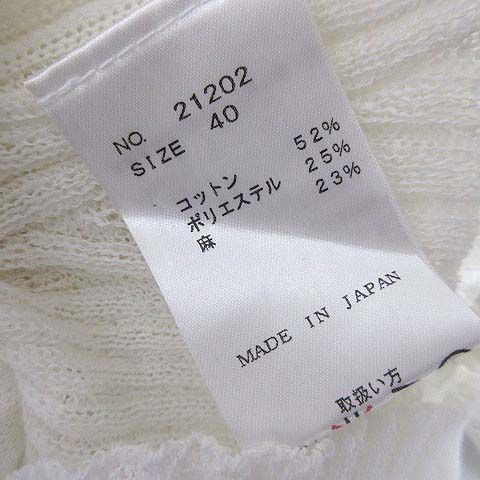 NO. 21202
SIZE 40
コットン 52%
ポリエステル 25%
麻 23%
MADE IN JAPAN
取扱い方